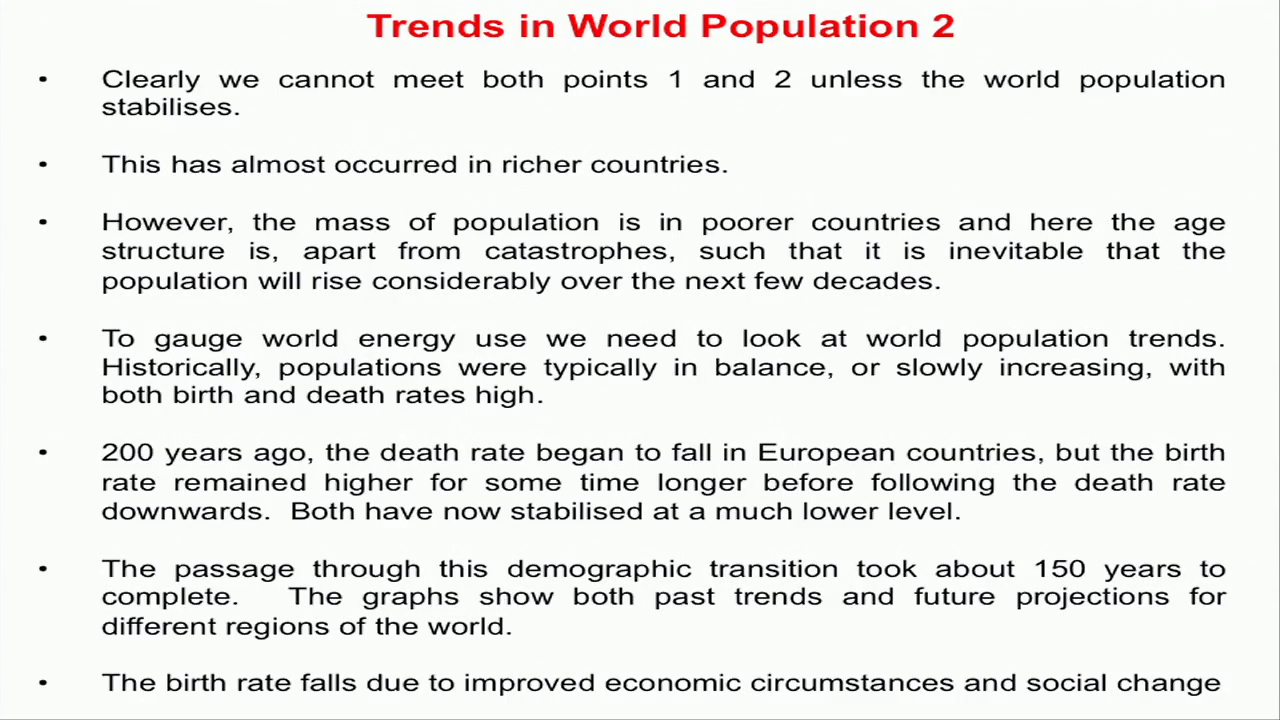 Trends in World Population 2
• Clearly we cannot meet both points 1 and 2 unless the world population
stabilises.
• This has almost occurred in richer countries.
• However, the mass of population is in poorer countries and here the age
structure is, apart from catastrophes, such that it is inevitable that the
population will rise considerably over the next few decades.
• To gauge world energy use we need to look at world population trends.
Historically, populations were typically in balance, or slowly increasing, with
both birth and death rates high.
• 200 years ago, the death rate began to fall in European countries, but the birth
rate remained higher for some time longer before following the death rate
downwards. Both have now stabilised at a much lower level.
• The passage through this demographic transition took about 150 years to
complete. The graphs show both past trends and future projections for
different regions of the world.
• The birth rate falls due to improved economic circumstances and social change